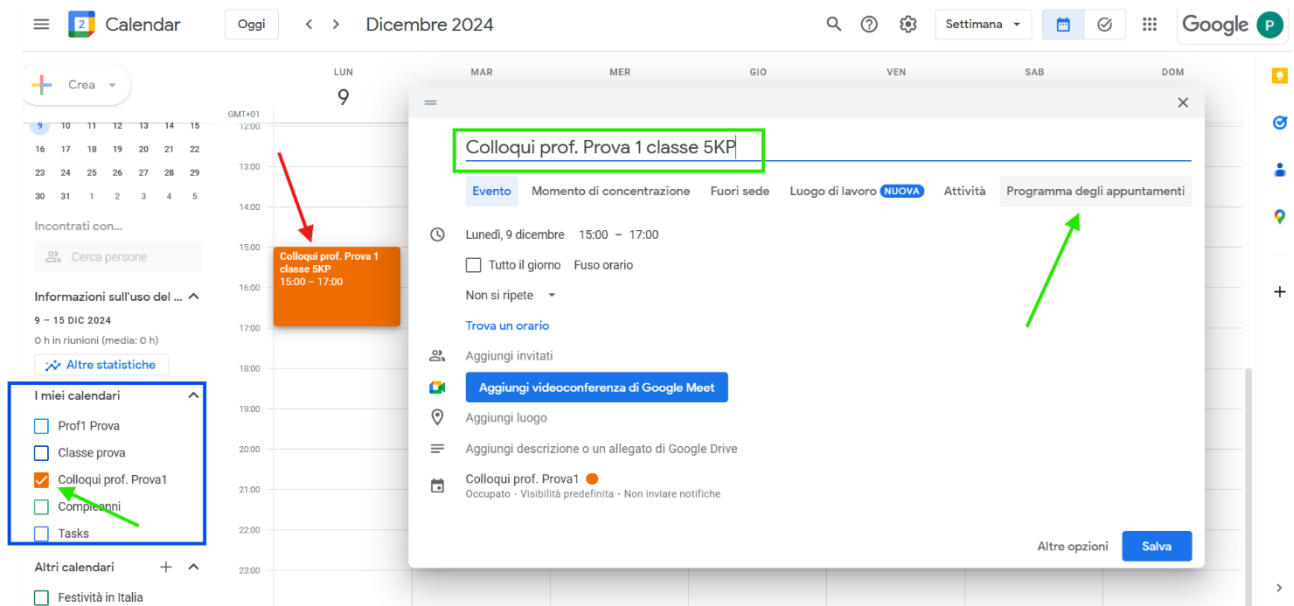 2 Calendar Oggi Dicembre 2024 Settimana Google P
Crea
LUN MAR MER GIO VEN SAB DOM
9
GMT+01
9 10 11 12 13 14 15
16 17 18 19 20 21 22
23 24 25 26 27 28 29
30 31 1 2 3 4 5
Incontrati con...
Cerca persone
Informazioni sull'uso del ...
9 – 15 DIC 2024
0 h in riunioni (media: 0 h)
Altre statistiche
I miei calendari
Prof1 Prova
Classe prova
Colloqui prof. Prova1
Compleanni
Tasks
Altri calendari
Festività in Italia
12:00
13:00
14:00
15:00
16:00
17:00
18:00
19:00
20:00
21:00
22:00
23:00
Colloqui prof. Prova 1
classe 5KP
15:00 – 17:00
Colloqui prof. Prova 1 classe 5KP
Evento Momento di concentrazione Fuori sede Luogo di lavoro NUOVA Attività Programma degli appuntamenti
Lunedì, 9 dicembre 15:00 – 17:00
Tutto il giorno Fuso orario
Non si ripete
Trova un orario
Aggiungi invitati
Aggiungi videoconferenza di Google Meet
Aggiungi luogo
Aggiungi descrizione o un allegato di Google Drive
Colloqui prof. Prova1
Occupato · Visibilità predefinita · Non inviare notifiche
Altre opzioni Salva